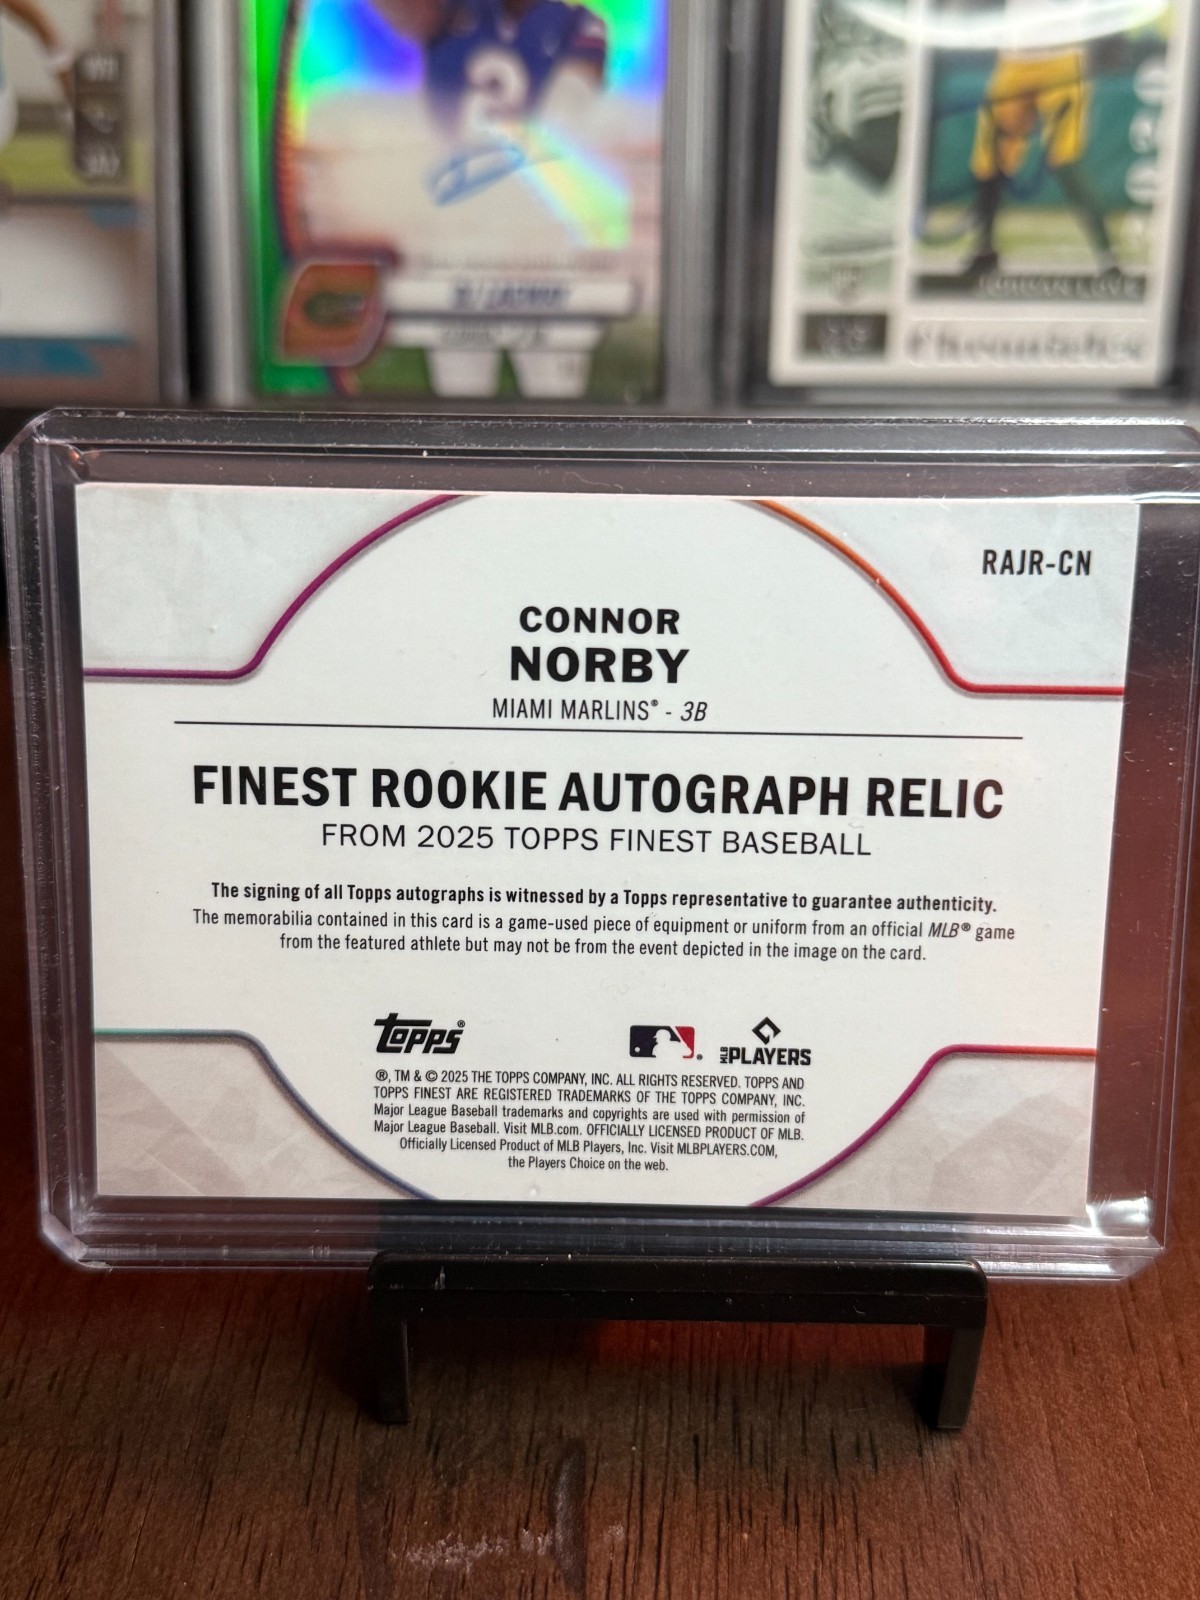 RAJR-CN
CONNOR
NORBY
MIAMI MARLINS® - 3B
FINEST ROOKIE AUTOGRAPH RELIC
FROM 2025 TOPPS FINEST BASEBALL
The signing of all Topps autographs is witnessed by a Topps representative to guarantee authenticity.
The memorabilia contained in this card is a game-used piece of equipment or uniform from an official MLB® game
from the featured athlete but may not be from the event depicted in the image on the card.
topps®
MLB PLAYERS
®, TM & © 2025 THE TOPPS COMPANY, INC. ALL RIGHTS RESERVED. TOPPS AND
TOPPS FINEST ARE REGISTERED TRADEMARKS OF THE TOPPS COMPANY, INC.
Major League Baseball trademarks and copyrights are used with permission of
Major League Baseball. Visit MLB.com. OFFICIALLY LICENSED PRODUCT OF MLB.
Officially Licensed Product of MLB Players, Inc. Visit MLBPLAYERS.COM,
the Players Choice on the web.